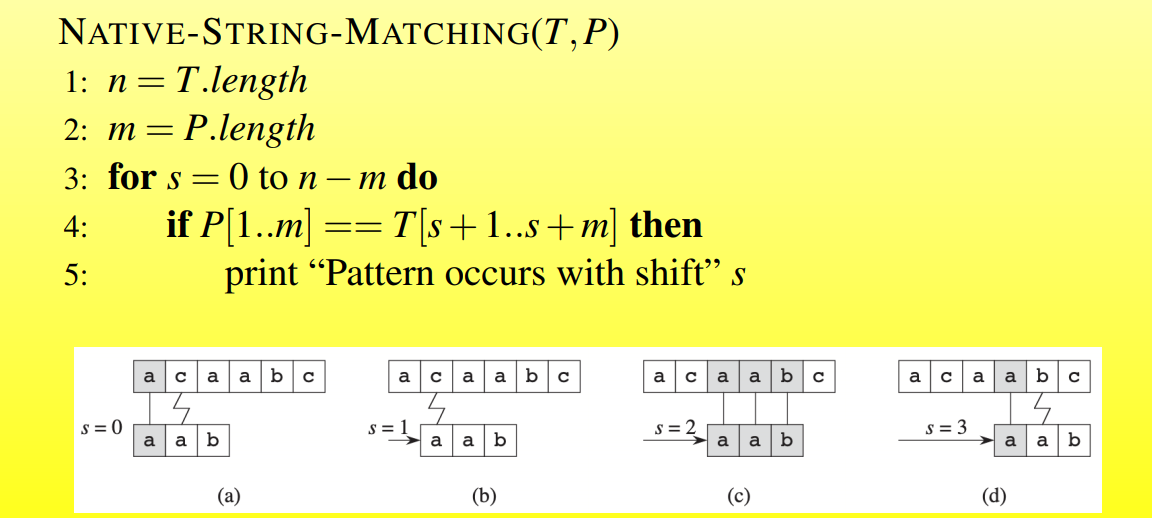 NATIVE-STRING-MATCHING(T,P)
1: n = T.length
2: m = P.length
3: for s = 0 to n − m do
4: if P[1..m] == T[s+1..s+m] then
5: print “Pattern occurs with shift” s
a c a a b c
s = 0
a a b
(a)
a c a a b c
s = 1
a a b
(b)
a c a a b c
s = 2
a a b
(c)
a c a a b c
s = 3
a a b
(d)